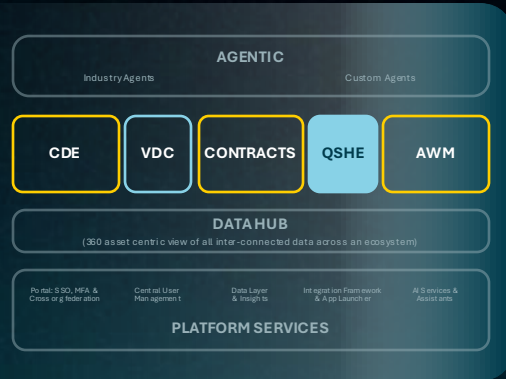 AGENTIC
Industry Agents
Custom Agents
CDE
VDC
CONTRACTS
QSHE
AWM
DATA HUB
(360 asset centric view of all inter-connected data across an ecosystem)
Portal: SSO, MFA &
Cross org federation
Central User
Management
Data Layer
& Insights
Integration Framework
& App Launcher
AI Services &
Assistants
PLATFORM SERVICES